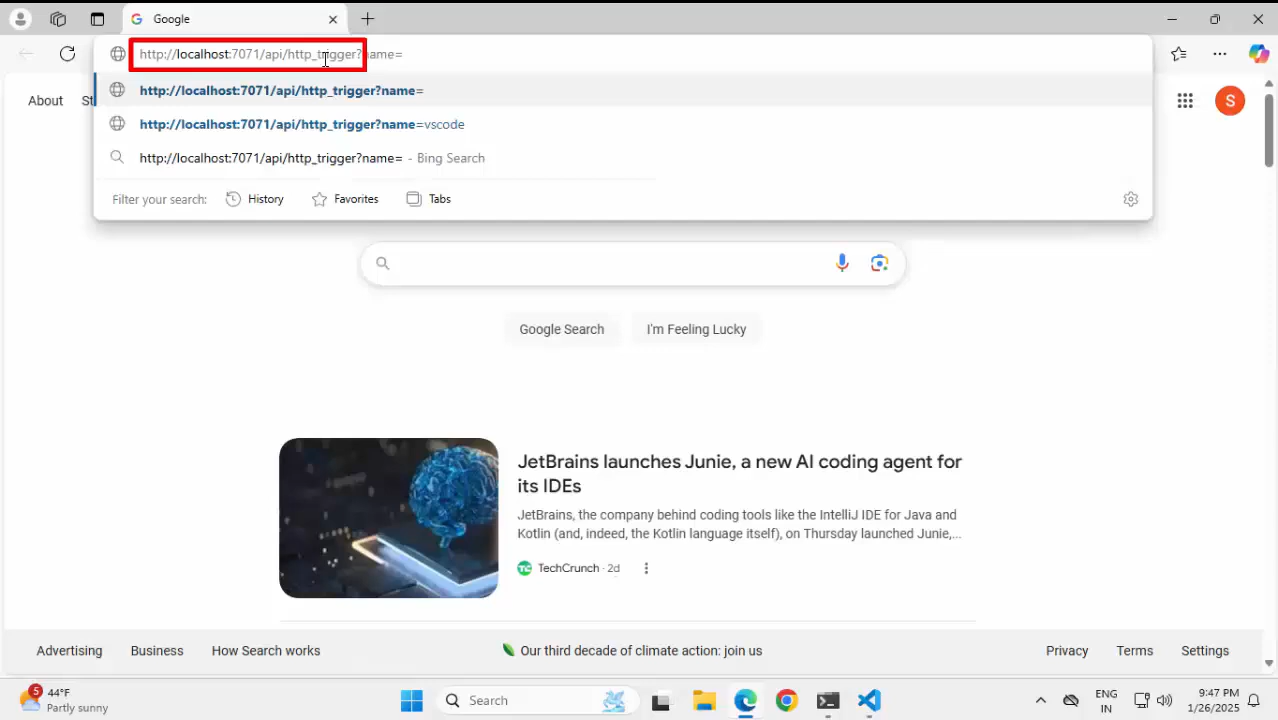 Google
http://localhost:7071/api/http_trigger?name=
http://localhost:7071/api/http_trigger?name=
http://localhost:7071/api/http_trigger?name=vscode
http://localhost:7071/api/http_trigger?name= - Bing Search
Filter your search: History Favorites Tabs
About St
S
Google Search I'm Feeling Lucky
JetBrains launches Junie, a new AI coding agent for
its IDEs
JetBrains, the company behind coding tools like the IntelliJ IDE for Java and
Kotlin (and, indeed, the Kotlin language itself), on Thursday launched Junie,...
TC TechCrunch · 2d
Advertising Business How Search works Our third decade of climate action: join us Privacy Terms Settings
5 44°F
Partly sunny
Search
ENG
IN
9:47 PM
1/26/2025